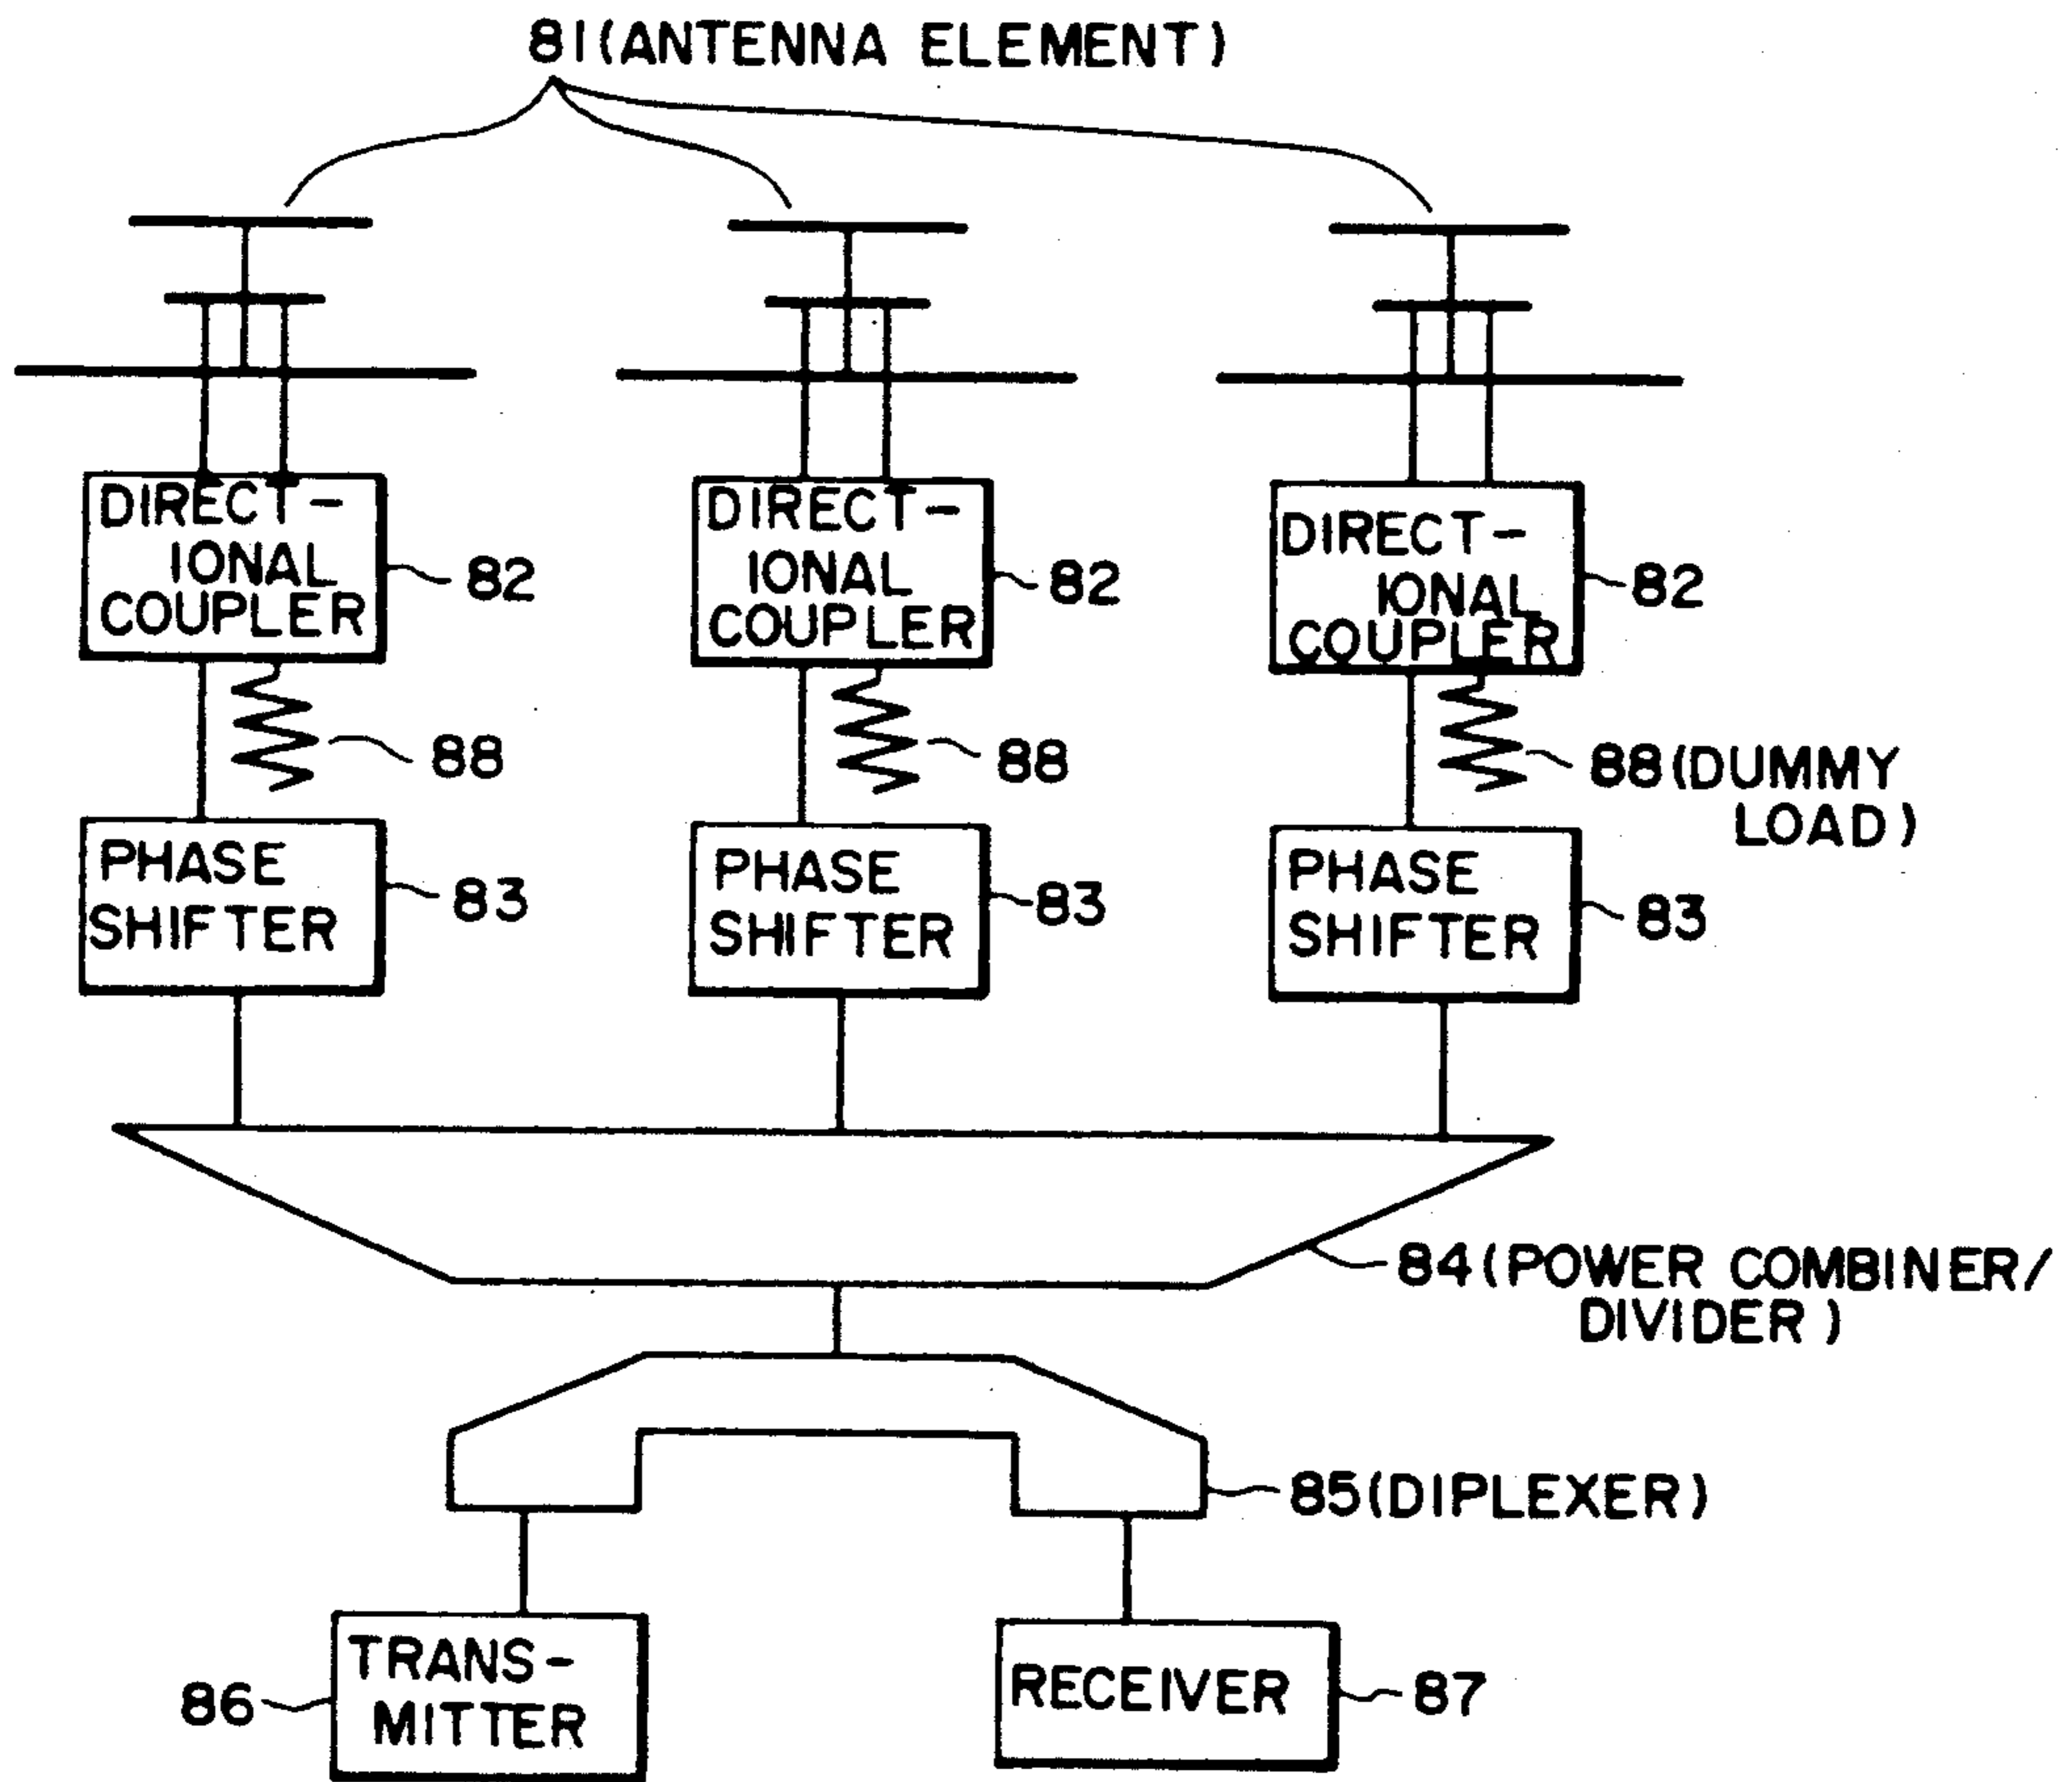 81(ANTENNA ELEMENT)
DIRECT-
IONAL
COUPLER
82
DIRECT-
IONAL
COUPLER
82
DIRECT-
IONAL
COUPLER
82
88
88
88(DUMMY
LOAD)
PHASE
SHIFTER
83
PHASE
SHIFTER
83
PHASE
SHIFTER
83
84(POWER COMBINER/
DIVIDER)
85(DIPLEXER)
86
TRANS-
MITTER
RECEIVER
87